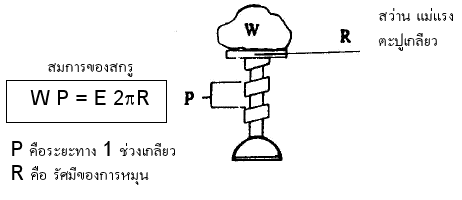 สว่าน แม่แรง
ตะปูเกลียว
W
R
สมการของสกรู
W P = E 2πR
P
P คือระยะทาง 1 ช่วงเกลียว
R คือ รัศมีของการหมุน